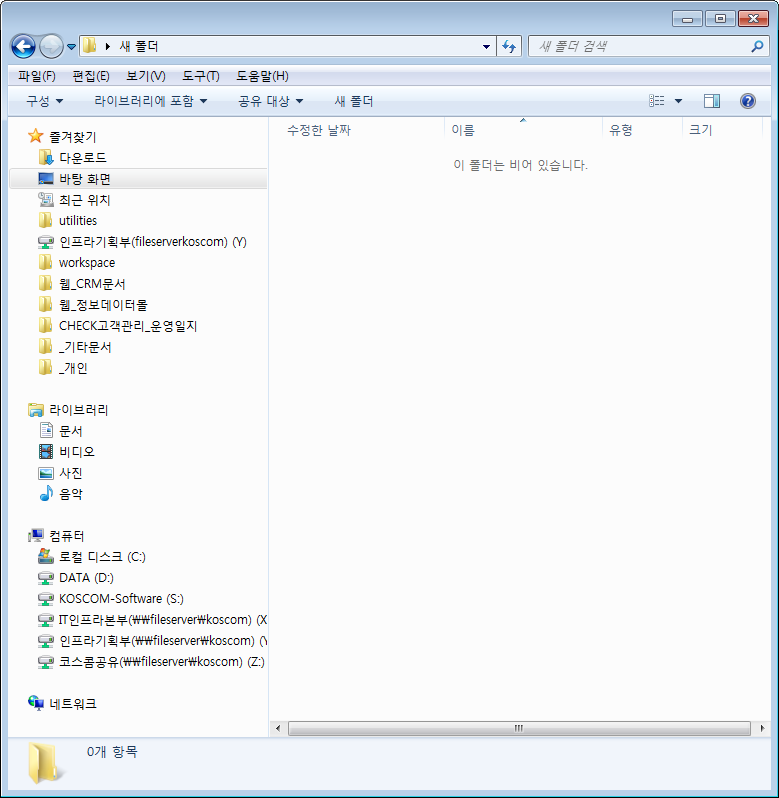 새 폴더
새 폴더 검색
파일(F) 편집(E) 보기(V) 도구(T) 도움말(H)
구성 라이브러리에 포함 공유 대상 새 폴더
즐겨찾기
다운로드
바탕 화면
최근 위치
utilities
인프라기획부(fileserverkoscom) (Y)
workspace
웹_CRM문서
웹_정보데이터몰
CHECK고객관리_운영일지
_기타문서
_개인
라이브러리
문서
비디오
사진
음악
컴퓨터
로컬 디스크 (C:)
DATA (D:)
KOSCOM-Software (S:)
IT인프라본부(₩₩fileserver₩koscom) (X
인프라기획부(₩₩fileserver₩koscom) (Y
코스콤공유(₩₩fileserver₩koscom) (Z:)
네트워크
수정한 날짜 이름 유형 크기
이 폴더는 비어 있습니다.
0개 항목